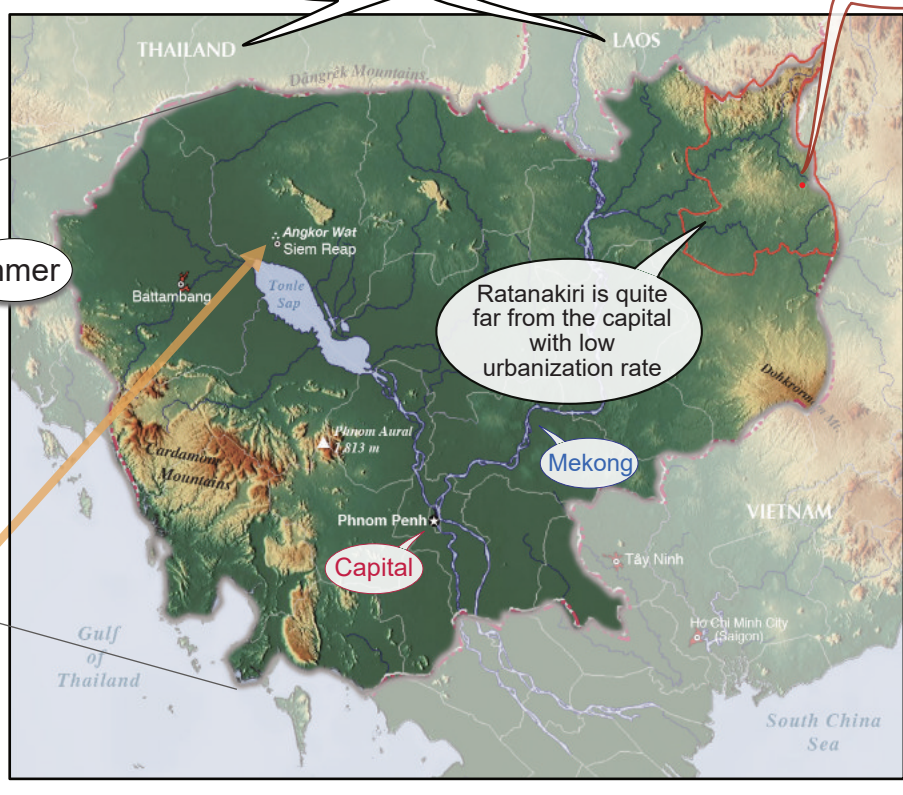 THAILAND
LAOS
Dângrêk Mountains
Angkor Wat
Siem Reap
mmer
Battambang
Tonle
Sap
Ratanakiri is quite
far from the capital
with low
urbanization rate
Phnom Aural
1,813 m
Cardamom
Mountains
Mekong
VIETNAM
Phnom Penh
Capital
Tây Ninh
Ho Chi Minh City
(Saigon)
Gulf
of
Thailand
South China
Sea